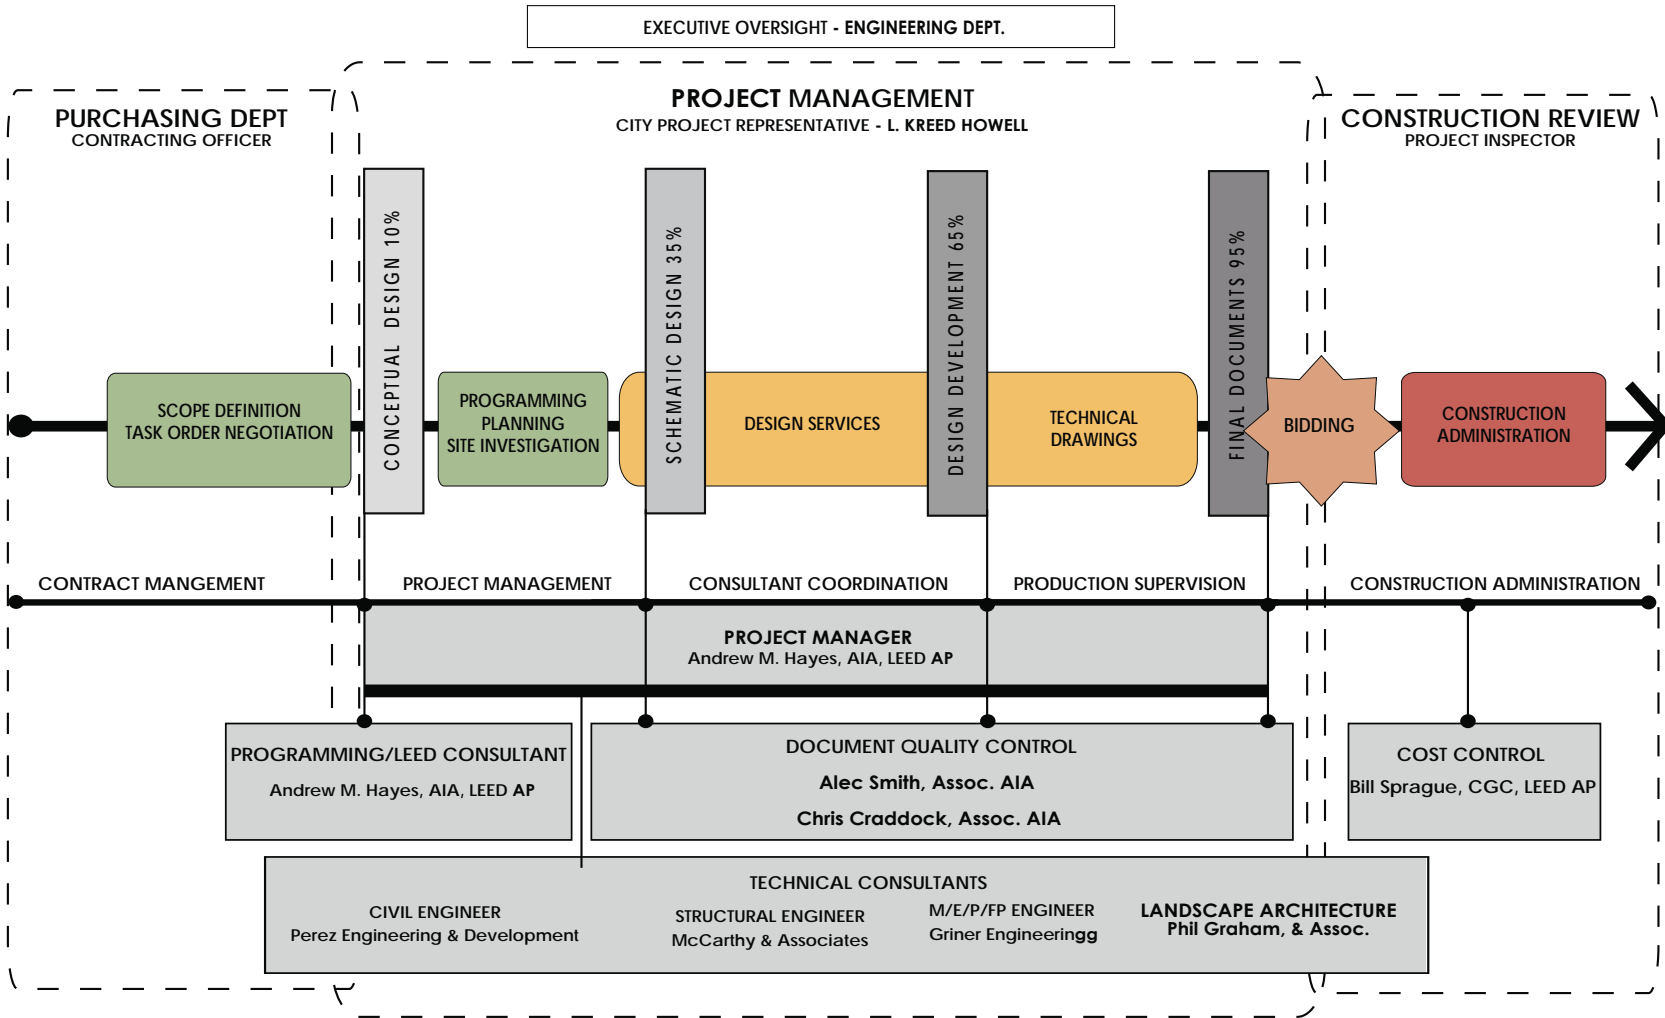 EXECUTIVE OVERSIGHT - ENGINEERING DEPT.
PURCHASING DEPT
CONTRACTING OFFICER
PROJECT MANAGEMENT
CITY PROJECT REPRESENTATIVE - L. KREED HOWELL
CONSTRUCTION REVIEW
PROJECT INSPECTOR
SCOPE DEFINITION
TASK ORDER NEGOTIATION
CONCEPTUAL DESIGN 10%
PROGRAMMING
PLANNING
SITE INVESTIGATION
SCHEMATIC DESIGN 35%
DESIGN SERVICES
DESIGN DEVELOPMENT 65%
TECHNICAL
DRAWINGS
FINAL DOCUMENTS 95%
BIDDING
CONSTRUCTION
ADMINISTRATION
CONTRACT MANGEMENT
PROJECT MANAGEMENT
CONSULTANT COORDINATION
PRODUCTION SUPERVISION
CONSTRUCTION ADMINISTRATION
PROJECT MANAGER
Andrew M. Hayes, AIA, LEED AP
PROGRAMMING/LEED CONSULTANT
Andrew M. Hayes, AIA, LEED AP
DOCUMENT QUALITY CONTROL
Alec Smith, Assoc. AIA
Chris Craddock, Assoc. AIA
COST CONTROL
Bill Sprague, CGC, LEED AP
TECHNICAL CONSULTANTS
CIVIL ENGINEER
Perez Engineering & Development
STRUCTURAL ENGINEER
McCarthy & Associates
M/E/P/FP ENGINEER
Griner Engineeringg
LANDSCAPE ARCHITECTURE
Phil Graham, & Assoc.